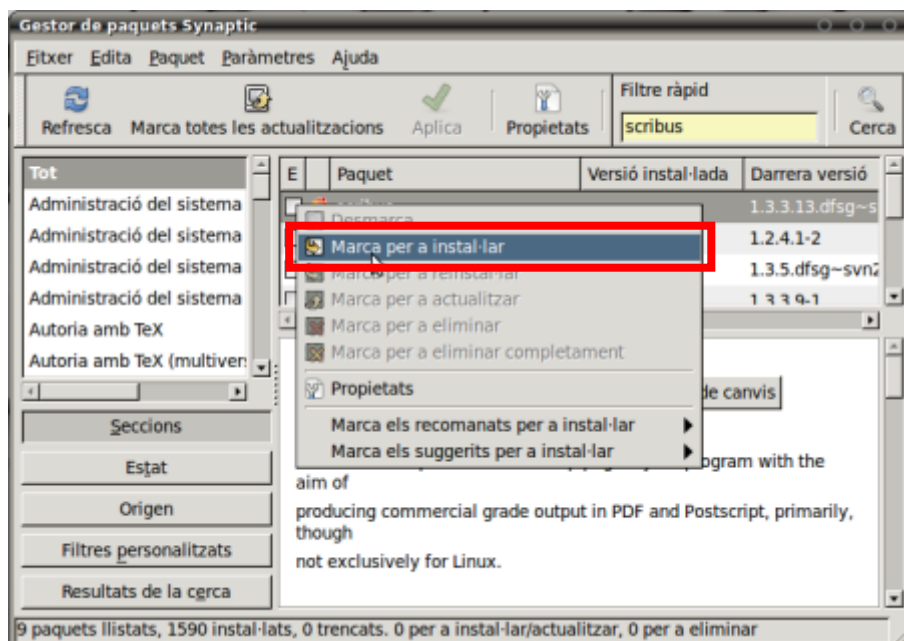 Gestor de paquets Synaptic
Fitxer Edita Paquet Paràmetres Ajuda
Refresca Marca totes les actualitzacions Aplica Propietats Filtre ràpid Cerca
scribus
Tot
Administració del sistema
Administració del sistema
Administració del sistema
Administració del sistema
Autoria amb TeX
Autoria amb TeX (multiver
Seccions
Estat
Origen
Filtres personalitzats
Resultats de la cerca
E Paquet Versió instal·lada Darrera versió
1.3.3.13.dfsg~s
1.2.4.1-2
1.3.5.dfsg~svn2
1.3.3.9-1
Desmarca
Marca per a instal·lar
Marca per a reinstal·lar
Marca per a actualitzar
Marca per a eliminar
Marca per a eliminar completament
Propietats
Marca els recomanats per a instal·lar
Marca els suggerits per a instal·lar
de canvis
program with the
aim of
producing commercial grade output in PDF and Postscript, primarily,
though
not exclusively for Linux.
9 paquets llistats, 1590 instal·lats, 0 trencats. 0 per a instal·lar/actualitzar, 0 per a eliminar